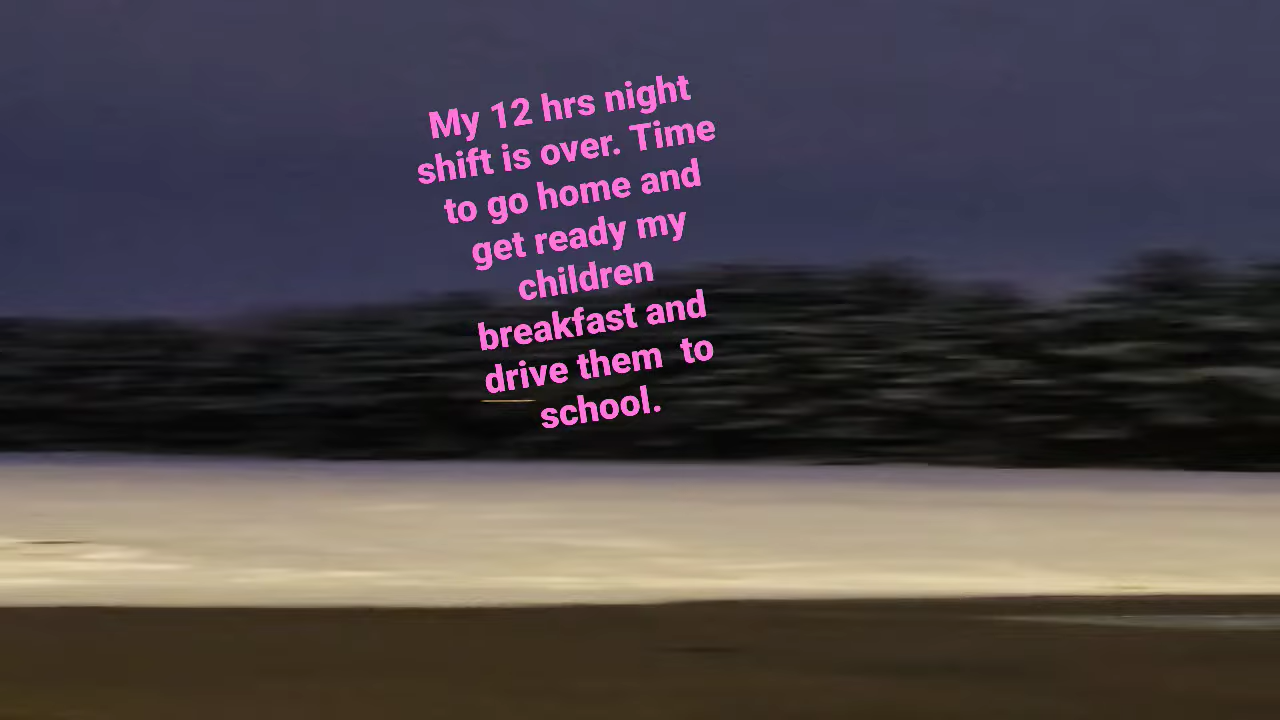 My 12 hrs night
shift is over. Time
to go home and
get ready my
children
breakfast and
drive them  to
school.